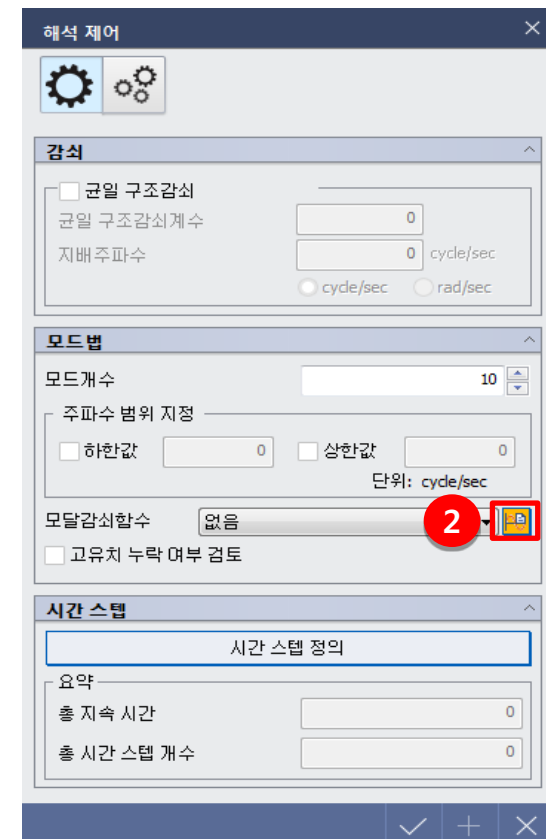 해석 제어
감쇠
균일 구조감쇠
균일 구조감쇠계수 0
지배주파수 0 cycle/sec
cycle/sec rad/sec
모드법
모드개수 10
주파수 범위 지정
하한값 0 상한값 0
단위: cycle/sec
모달감쇠함수 없음 2
고유치 누락 여부 검토
시간 스텝
시간 스텝 정의
요약
총 지속 시간 0
총 시간 스텝 개수 0